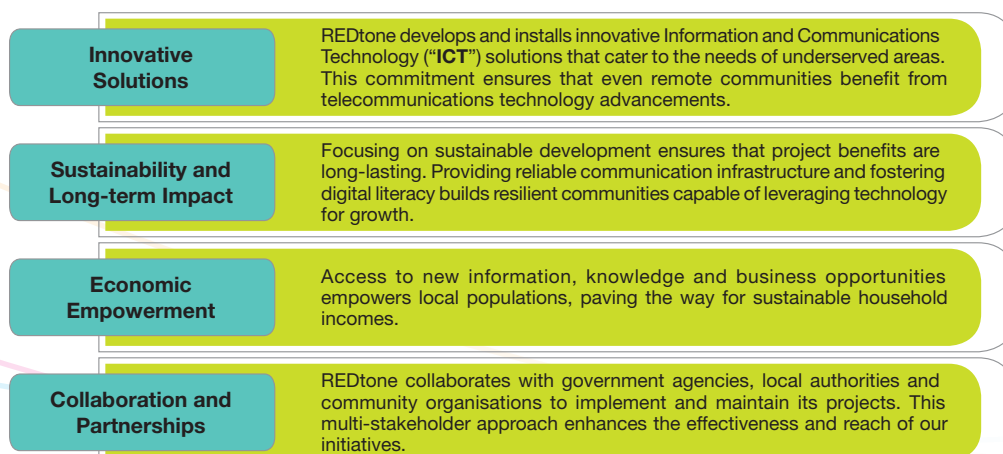 Innovative
Solutions
REDtone develops and installs innovative Information and Communications
Technology (“ICT”) solutions that cater to the needs of underserved areas.
This commitment ensures that even remote communities benefit from
telecommunications technology advancements.
Sustainability and
Long-term Impact
Focusing on sustainable development ensures that project benefits are
long-lasting. Providing reliable communication infrastructure and fostering
digital literacy builds resilient communities capable of leveraging technology
for growth.
Economic
Empowerment
Access to new information, knowledge and business opportunities
empowers local populations, paving the way for sustainable household
incomes.
Collaboration and
Partnerships
REDtone collaborates with government agencies, local authorities and
community organisations to implement and maintain its projects. This
multi-stakeholder approach enhances the effectiveness and reach of our
initiatives.